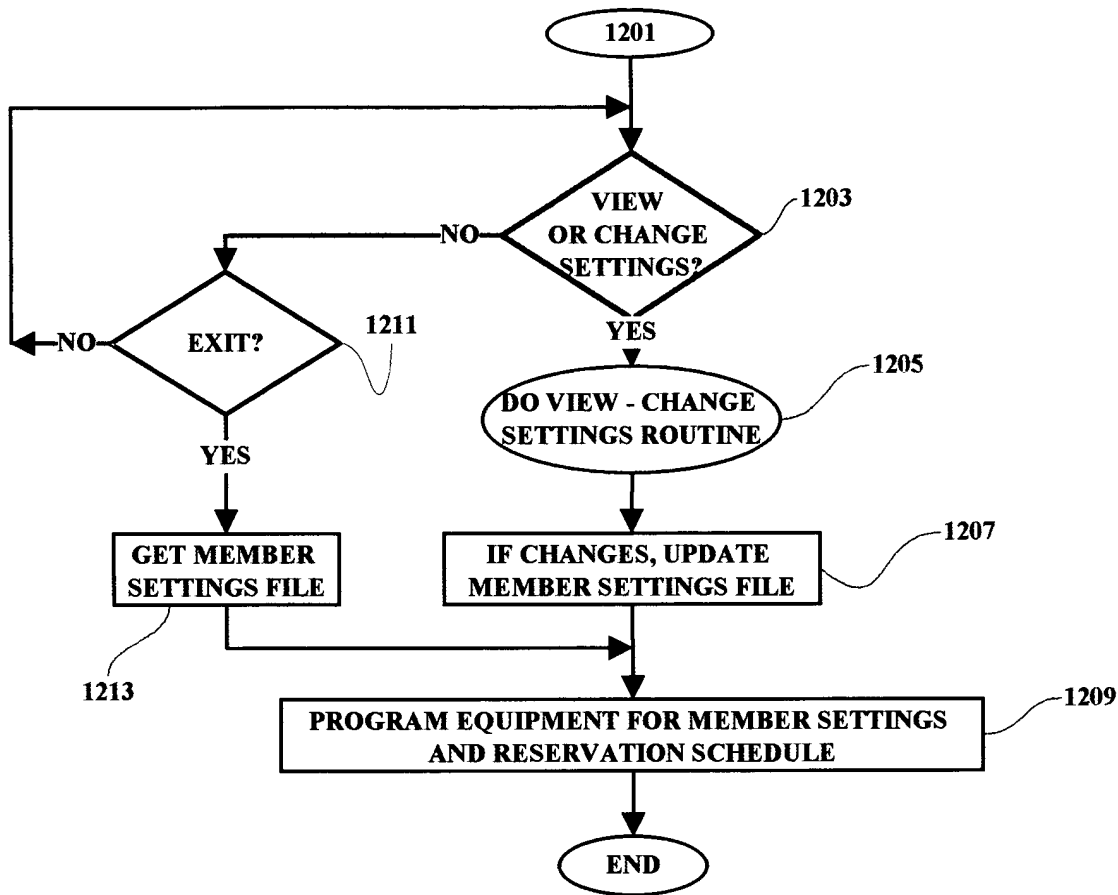 1201
VIEW
OR CHANGE
SETTINGS?
1203
NO
YES
EXIT?
1211
NO
YES
DO VIEW - CHANGE
SETTINGS ROUTINE
1205
GET MEMBER
SETTINGS FILE
1213
IF CHANGES, UPDATE
MEMBER SETTINGS FILE
1207
PROGRAM EQUIPMENT FOR MEMBER SETTINGS
AND RESERVATION SCHEDULE
1209
END